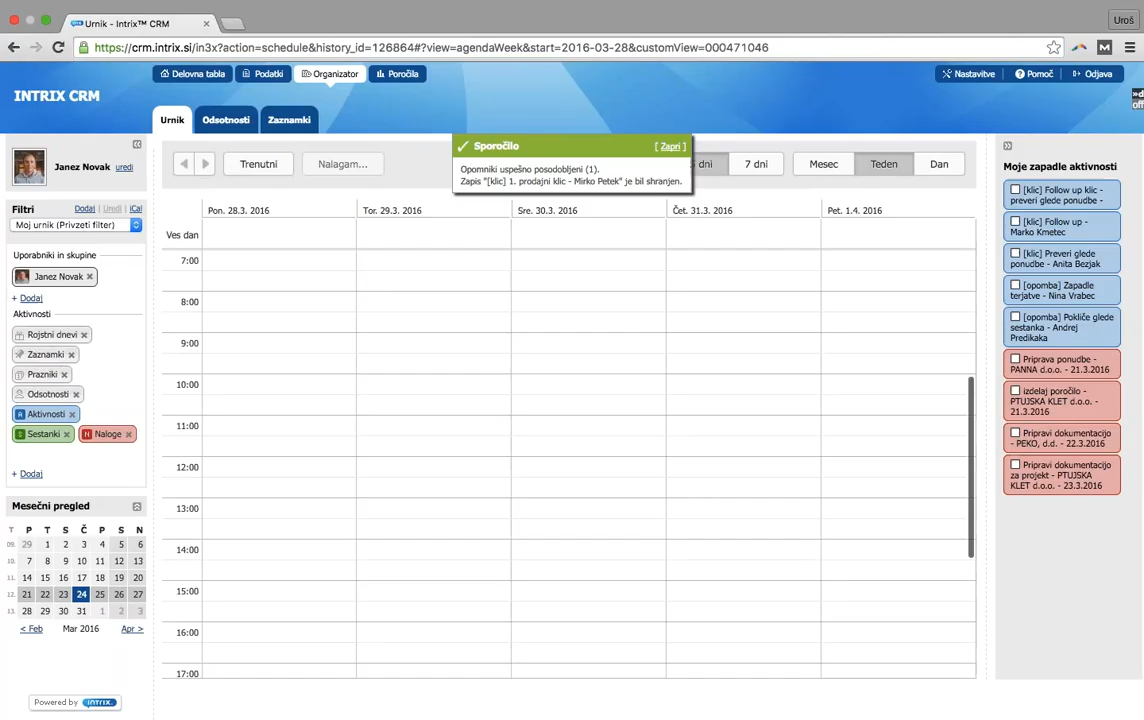 Urnik - Intrix™ CRM
Uroš
https://crm.intrix.si/in3x?action=schedule&history_id=126864#?view=agendaWeek&start=2016-03-28&customView=000471046
Delovna tabla
Podatki
Organizator
Poročila
Nastavitve
Pomoč
Odjava
INTRIX CRM
Urnik
Odsotnosti
Zaznamki
»d
off
Janez Novak uredi
Filtri Dodaj | Uredi | iCal
Moj urnik (Privzeti filter)
Uporabniki in skupine
Janez Novak
+ Dodaj
Aktivnosti
Rojstni dnevi
Zaznamki
Prazniki
Odsotnosti
A Aktivnosti
S Sestanki
N Naloge
+ Dodaj
Mesečni pregled
T P T S Č P S N
09. 29 1 2 3 4 5 6
10. 7 8 9 10 11 12 13
11. 14 15 16 17 18 19 20
12. 21 22 23 24 25 26 27
13. 28 29 30 31 1 2 3
< Feb Mar 2016 Apr >
Powered by INTRIX.
Trenutni
Nalagam...
Sporočilo [ Zapri ]
Opomniki uspešno posodobljeni (1).
Zapis "[klic] 1. prodajni klic - Mirko Petek" je bil shranjen.
dni
7 dni
Mesec
Teden
Dan
Pon. 28.3. 2016
Tor. 29.3. 2016
Sre. 30.3. 2016
Čet. 31.3. 2016
Pet. 1.4. 2016
Ves dan
7:00
8:00
9:00
10:00
11:00
12:00
13:00
14:00
15:00
16:00
17:00
Moje zapadle aktivnosti
[klic] Follow up klic -
preveri glede ponudbe -
[klic] Follow up -
Marko Kmetec
[klic] Preveri glede
ponudbe - Anita Bezjak
[opomba] Zapadle
terjatve - Nina Vrabec
[opomba] Pokliče glede
sestanka - Andrej
Predikaka
Priprava ponudbe -
PANNA d.o.o. - 21.3.2016
izdelaj poročilo -
PTUJSKA KLET d.o.o. -
21.3.2016
Pripravi dokumentacijo
- PEKO, d.d. - 22.3.2016
Pripravi dokumentacijo
za projekt - PTUJSKA
KLET d.o.o. - 23.3.2016